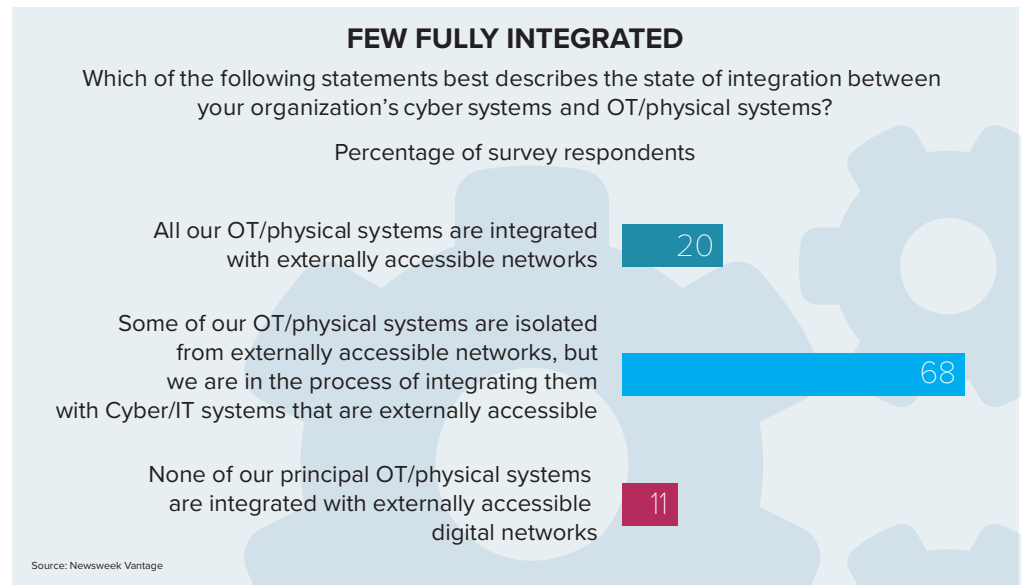 FEW FULLY INTEGRATED
Which of the following statements best describes the state of integration between
your organization’s cyber systems and OT/physical systems?
Percentage of survey respondents
All our OT/physical systems are integrated
with externally accessible networks
20
Some of our OT/physical systems are isolated
from externally accessible networks, but
we are in the process of integrating them
with Cyber/IT systems that are externally accessible
68
None of our principal OT/physical systems
are integrated with externally accessible
digital networks
11
Source: Newsweek Vantage